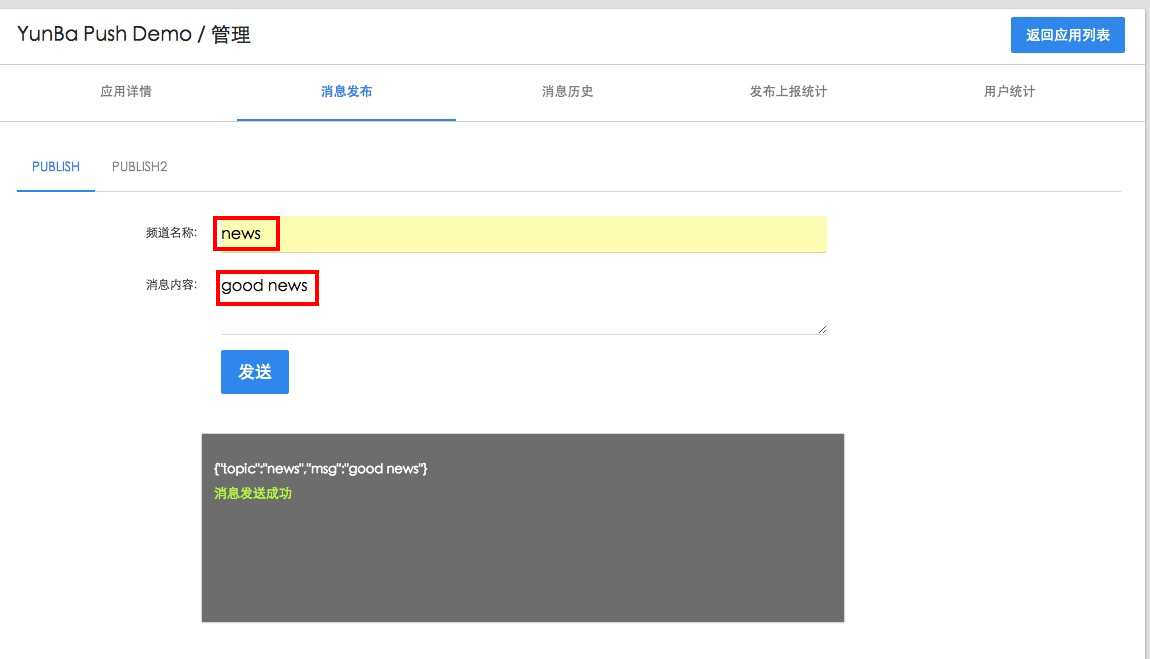 YunBa Push Demo / 管理
返回应用列表
应用详情 消息发布 消息历史 发布上报统计 用户统计
PUBLISH PUBLISH2
频道名称: news
消息内容: good news
发送
{"topic":"news","msg":"good news"}
消息发送成功